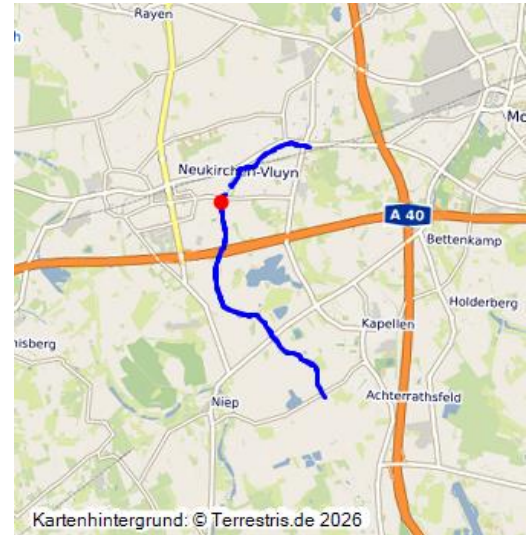 Rayen
Neukirchen-Vluyn
A 40
Bettenkamp
Holderberg
Kapellen
Achterrathsfeld
Niep
Kartenhintergrund: © Terrestris.de 2026